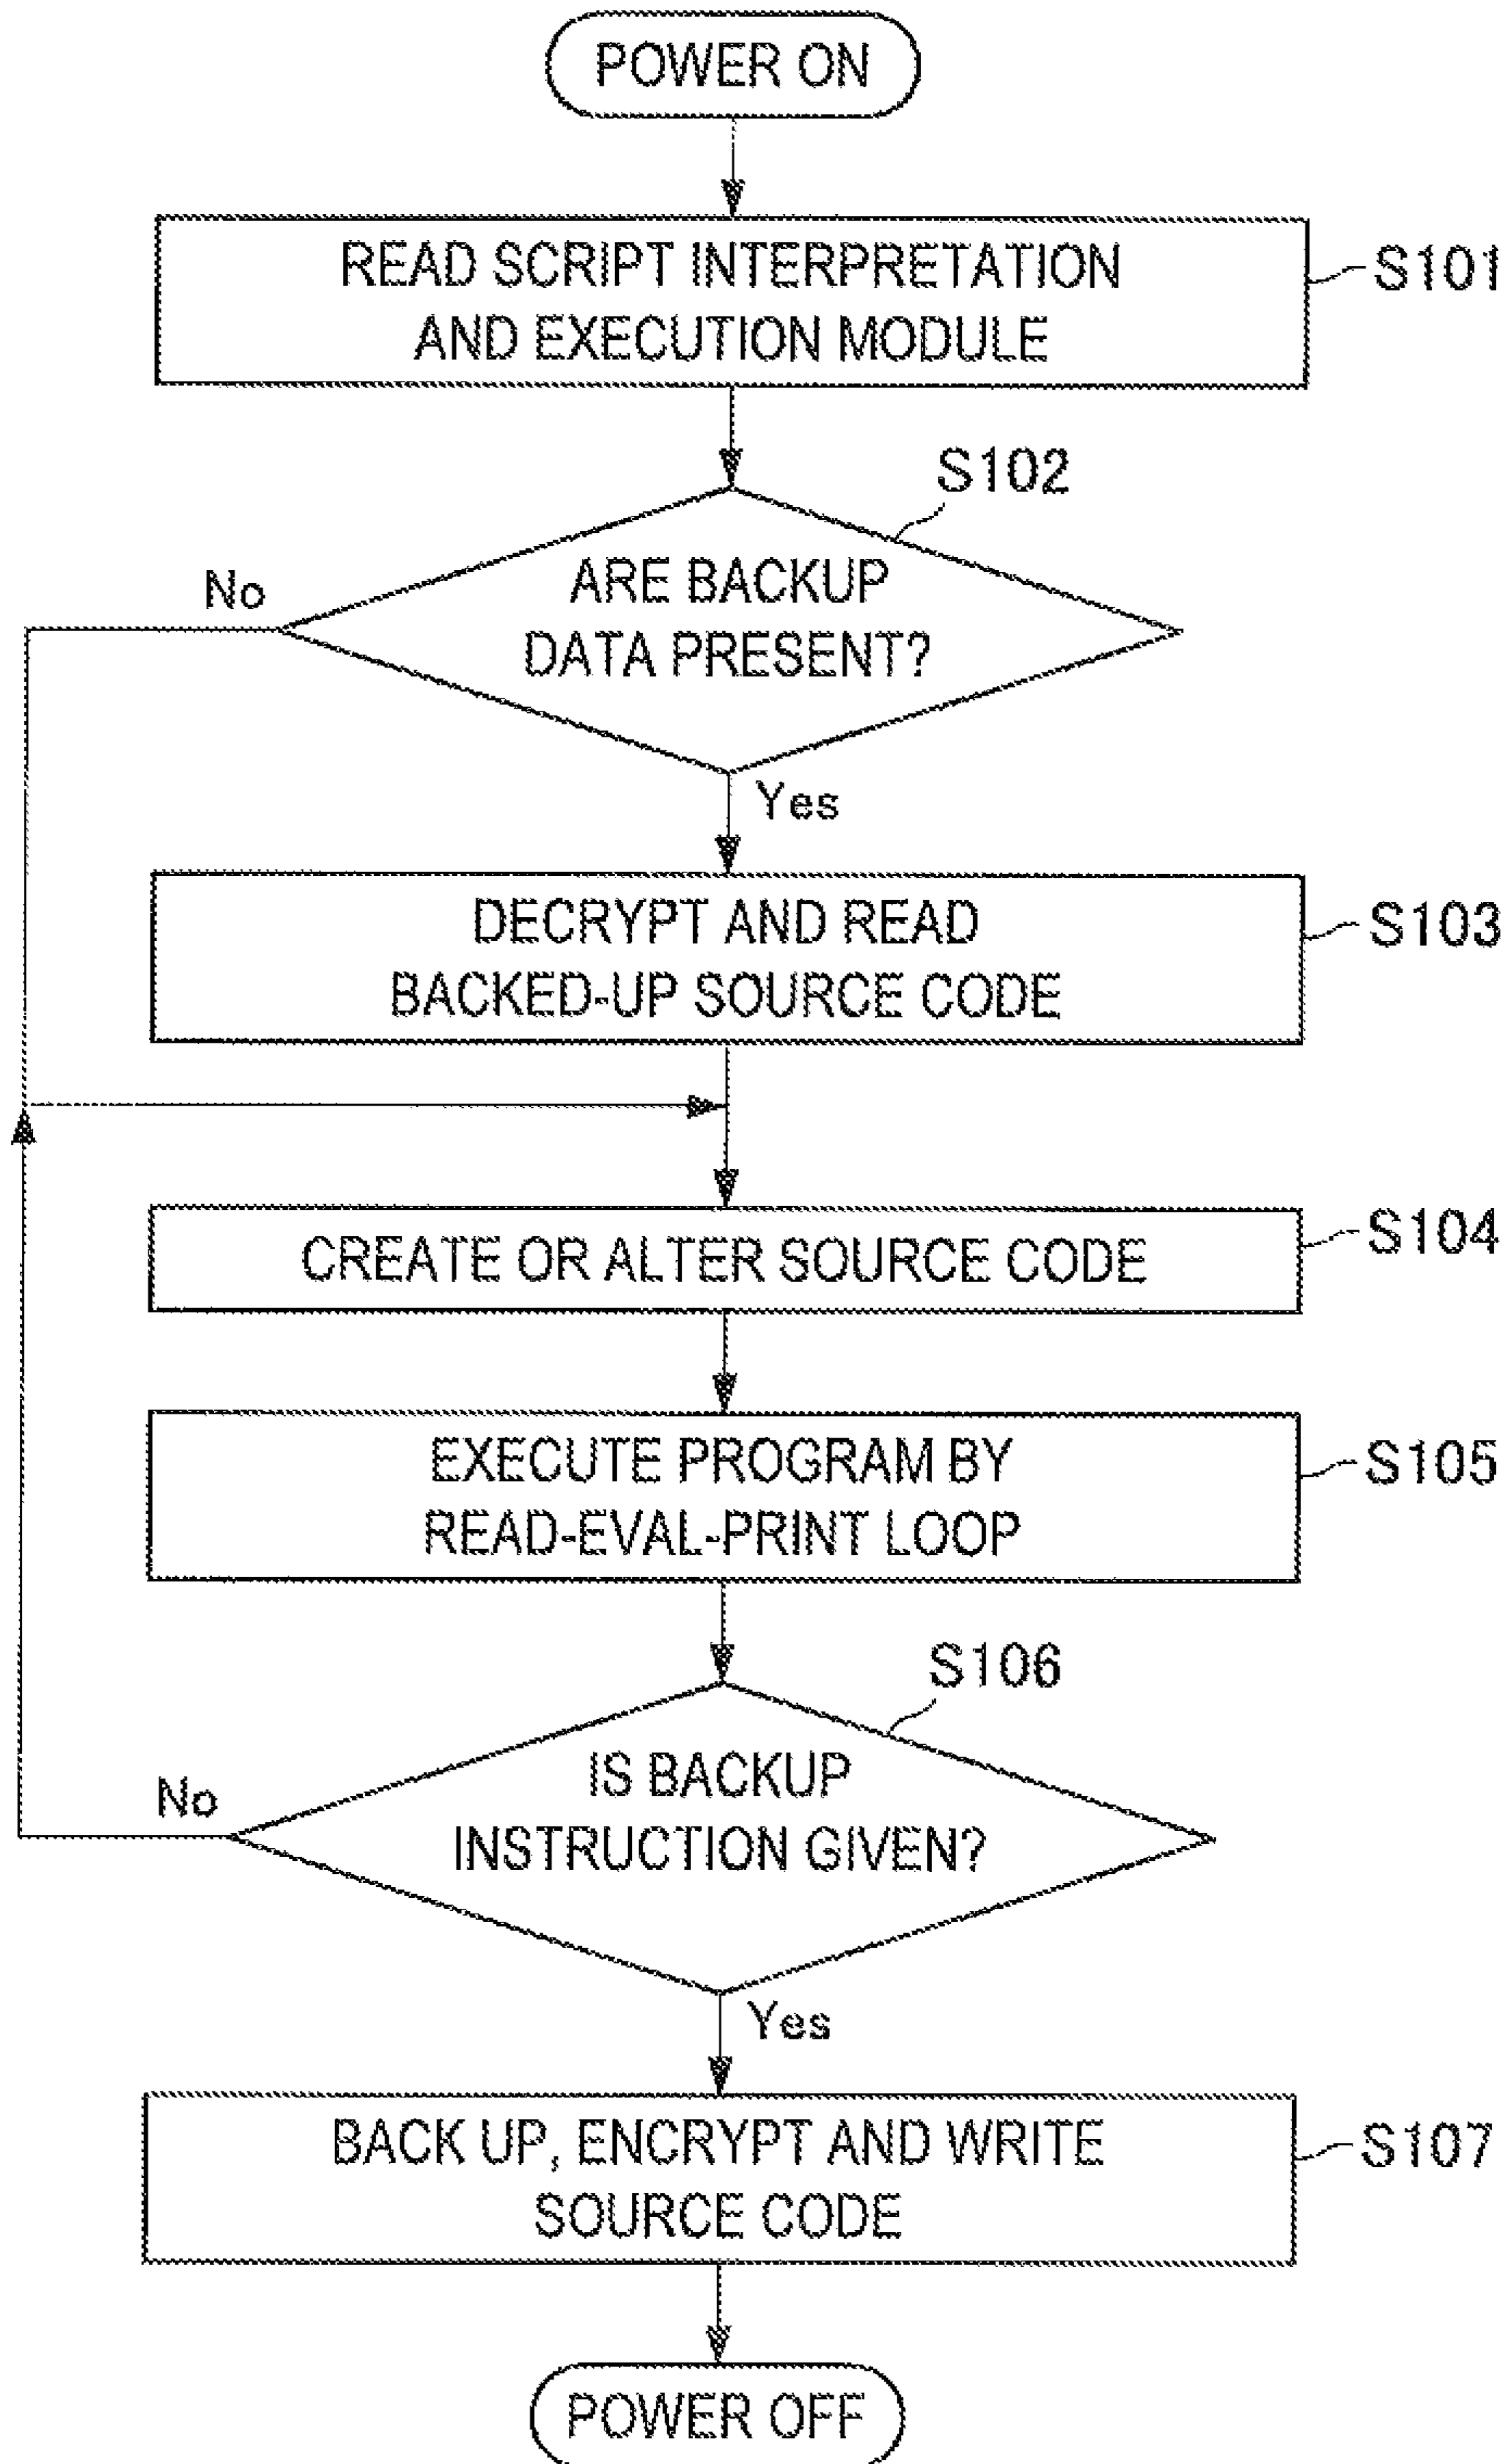 POWER ON
READ SCRIPT INTERPRETATION
AND EXECUTION MODULE
S101
S102
ARE BACKUP
DATA PRESENT?
No
Yes
DECRYPT AND READ
BACKED-UP SOURCE CODE
S103
CREATE OR ALTER SOURCE CODE
S104
EXECUTE PROGRAM BY
READ-EVAL-PRINT LOOP
S105
S106
IS BACKUP
INSTRUCTION GIVEN?
No
Yes
BACK UP, ENCRYPT AND WRITE
SOURCE CODE
S107
POWER OFF